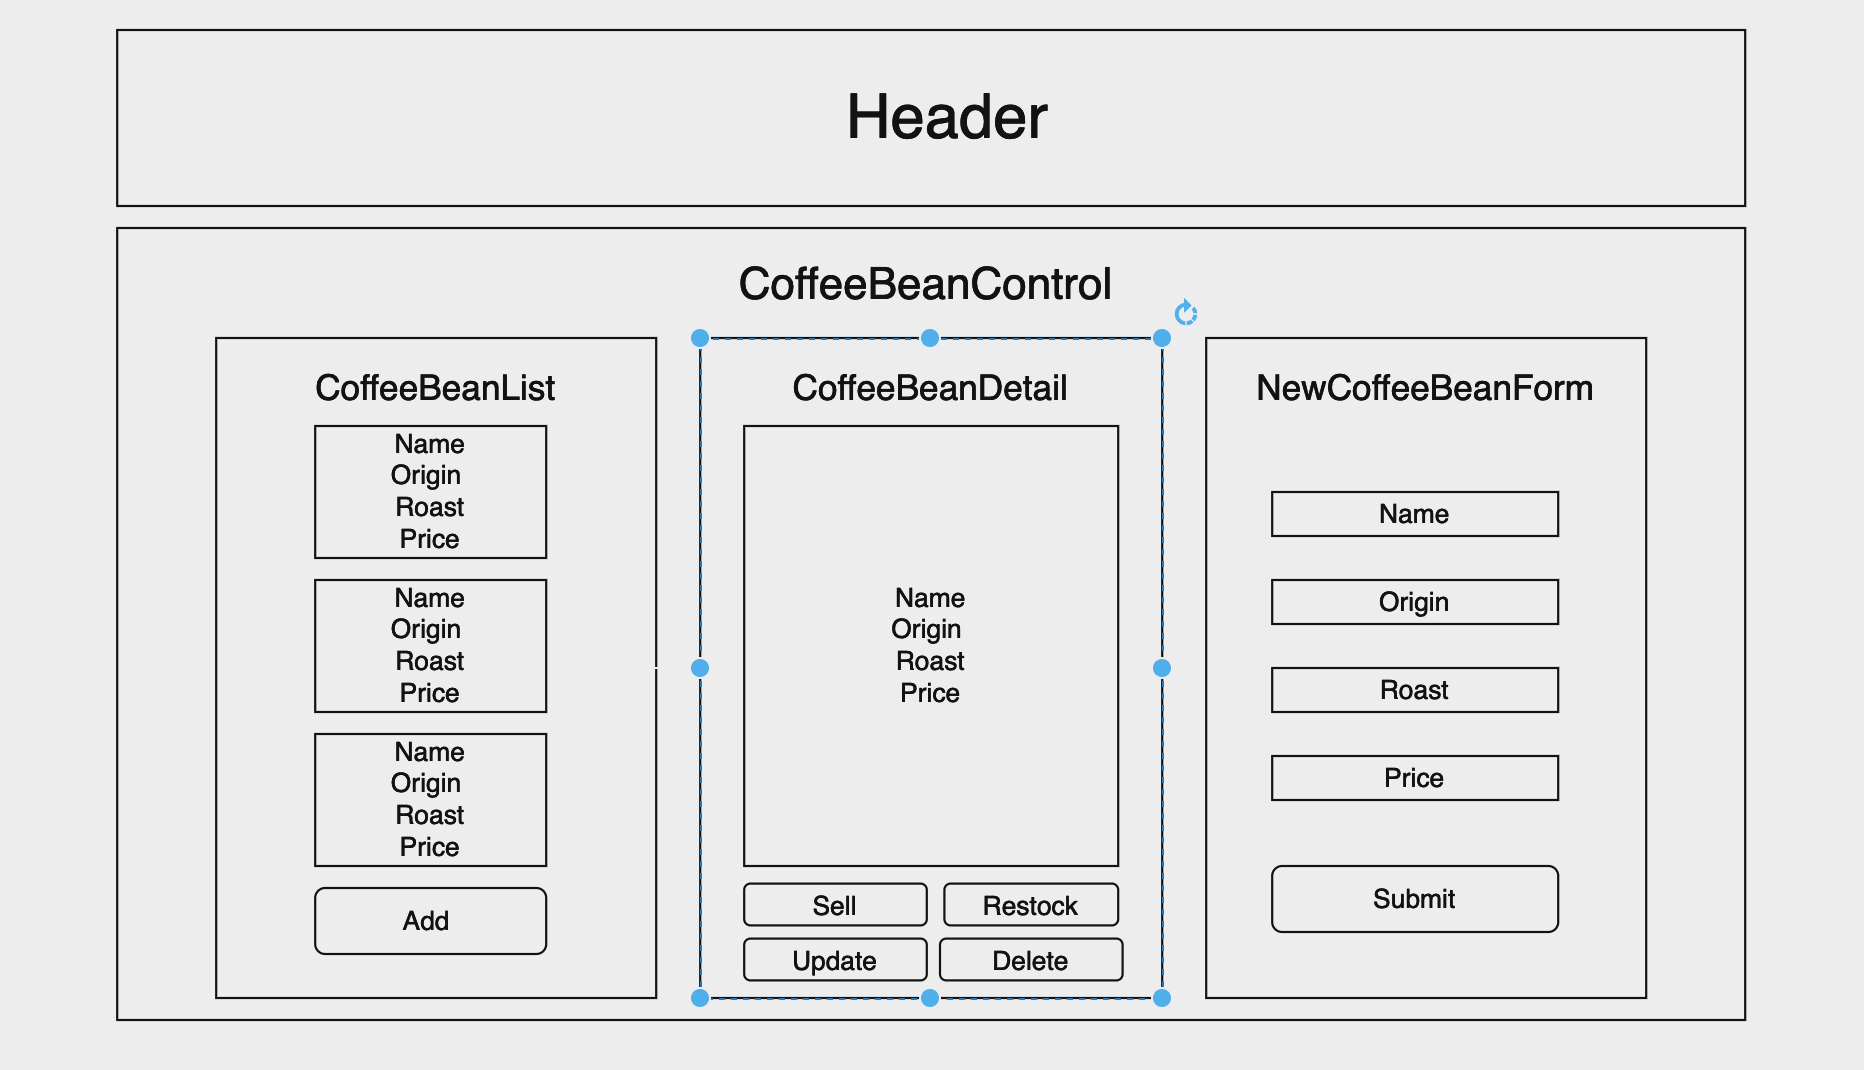 Header
CoffeeBeanControl
CoffeeBeanList
Name
Origin
Roast
Price
Name
Origin
Roast
Price
Name
Origin
Roast
Price
Add
CoffeeBeanDetail
Name
Origin
Roast
Price
Sell
Restock
Update
Delete
NewCoffeeBeanForm
Name
Origin
Roast
Price
Submit